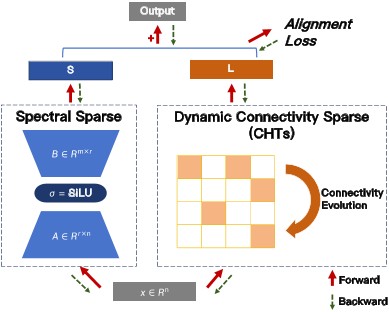 Output
Alignment
Loss
+
S
L
Spectral Sparse
Dynamic Connectivity Sparse
(CHTs)
B ∈ R^{m×r}
σ = SiLU
A ∈ R^{r×n}
Connectivity
Evolution
x ∈ R^n
Forward
Backward